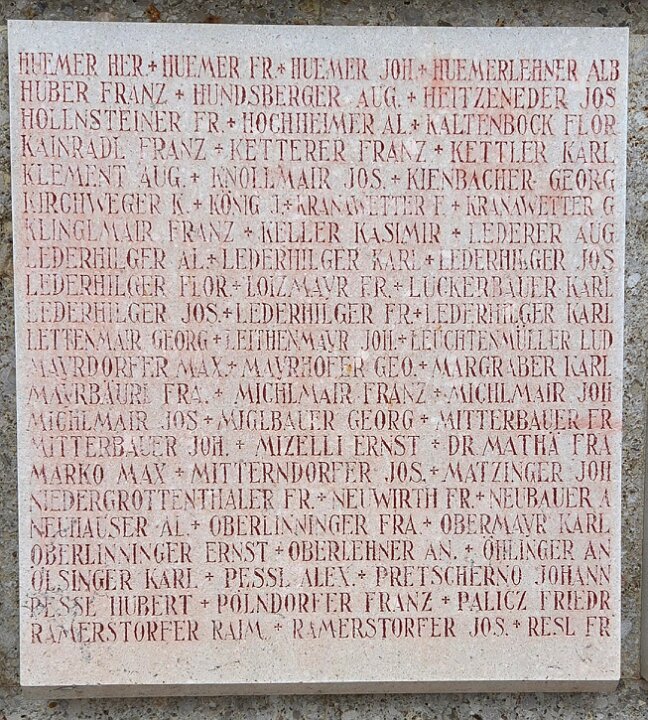 HUEMER HER.+HUEMER FR.+HUEMER JOH.+HUEMERLEHNER ALB
HUBER FRANZ + HUNDSBERGER AUG.+HEITZENEDER JOS
HOLLNSTEINER FR.+HOCHHEIMER AL.+KALTENBÖCK FLOR
KAINRADL FRANZ+KETTERER FRANZ + KETTLER KARL
KLEMENT AUG.+ KNOLLMAIR JOS.+KIENBACHER GEORG
KIRCHWEGER K.+ KÖNIG J.+KRANAWETTER F.+ KRANAWETTER G
KLINGLMAIR FRANZ + KELLER KASIMIR + LEDERER AUG
LEDERHILGER AL+LEDERHILGER KARL+LEDERHILGER JOS
LEDERHILGER FLOR+LOIZMAYR FR.+LUCKERBAUER KARL
LEDERHILGER JOS+LEDERHILGER FR+LEDERHILGER KARL
LETTENMAIR GEORG+LEITHENMAYR JOH.+LEUCHTENMÜLLER LUD
MAYRDORFER MAX.+MAYRHOFER GEO.+MARGRABER KARL
MAYRBÄURL FRA.+ MICHLMAIR FRANZ+MICHLMAIR JOH
MICHLMAIR JOS+MIGLBAUER GEORG + MITTERBAUER FR
MITTERBAUER JOH.+ MIZELLI ERNST + DR MATHÄ FRA
MARKO MAX + MITTERNDORFER JOS.+MATZINGER JOH
NIEDERGROTTENTHALER FR.+NEUWIRTH FR.+NEUBAUER A
NEUHAUSER AL.+ OBERLINNINGER FRA.+ OBERMAYR KARL
OBERLINNINGER ERNST+OBERLEHNER AN.+ ÖHLINGER AN
ÖLSINGER KARL + PESSL ALEX.+PRETSCHERNO JOHANN
PESSE HUBERT + POLNDORFER FRANZ + PALICZ FRIEDR
RAMERSTORFER RAIM.+ RAMERSTORFER JOS.+RESL FR